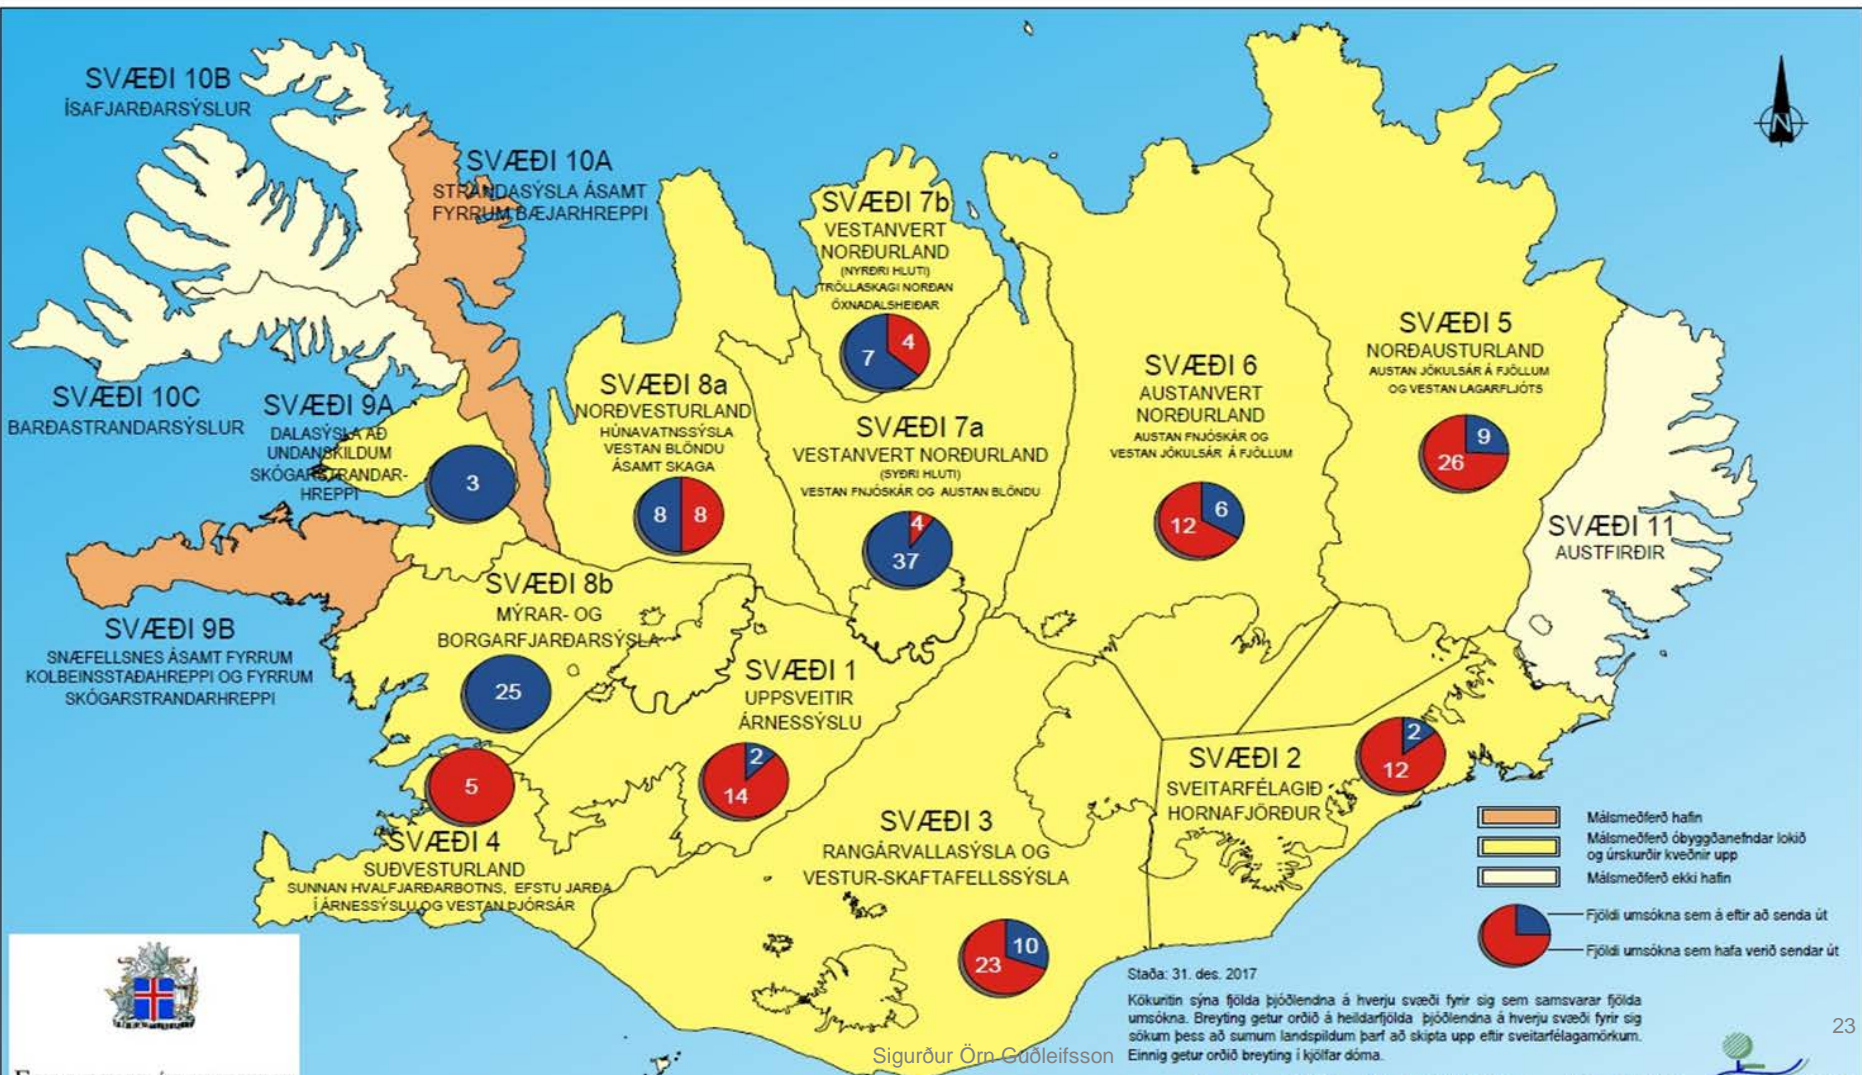 SVÆÐI 10B
ÍSAFJARÐARSÝSLUR
SVÆÐI 10A
STRANDASÝSLA ÁSAMT
FYRRUM BÆJARHREPPI
SVÆÐI 7b
VESTANVERT
NORÐURLAND
(NYRÐRI HLUTI)
TRÖLLASKAGI NORÐAN
ÖXNADALSHEIÐAR
4
7
N
SVÆÐI 5
NORÐAUSTURLAND
AUSTAN JÖKULSÁR Á FJÖLLUM
OG VESTAN LAGARFLJÓTS
9
26
SVÆÐI 6
AUSTANVERT
NORÐURLAND
AUSTAN FNJÓSKÁR OG
VESTAN JÖKULSÁR Á FJÖLLUM
6
12
SVÆÐI 10C
BARÐASTRANDARSÝSLUR
SVÆÐI 9A
DALASÝSLA AÐ
UNDANSKILDUM
SKÓGARSTRANDAR-
HREPPI
3
SVÆÐI 8a
NORÐVESTURLAND
HÚNAVATNSSÝSLA
VESTAN BLÖNDU
ÁSAMT SKAGA
8
8
SVÆÐI 7a
VESTANVERT NORÐURLAND
(SYÐRI HLUTI)
VESTAN FNJÓSKÁR OG AUSTAN BLÖNDU
4
37
SVÆÐI 11
AUSTFIRÐIR
SVÆÐI 9B
SNÆFELLSNES ÁSAMT FYRRUM
KOLBEINSSTAÐAHREPPI OG FYRRUM
SKÓGARSTRANDARHREPPI
SVÆÐI 8b
MÝRAR- OG
BORGARFJARÐARSÝSLA
25
SVÆÐI 1
UPPSVEITIR
ÁRNESSÝSLU
2
14
SVÆÐI 2
SVEITARFÉLAGIÐ
HORNAFJÖRÐUR
2
12
5
SVÆÐI 4
SUÐVESTURLAND
SUNNAN HVALFJARÐARBOTNS, EFSTU JARÐA
Í ÁRNESSÝSLU OG VESTAN ÞJÓRSÁR
SVÆÐI 3
RANGÁRVALLASÝSLA OG
VESTUR-SKAFTAFELLSSÝSLA
10
23
Málsmeðferð hafin
Málsmeðferð óbyggðanefndar lokið
og úrskurðir kveðnir upp
Málsmeðferð ekki hafin
Fjöldi umsókna sem á eftir að senda út
Fjöldi umsókna sem hafa verið sendar út
Staða: 31. des. 2017
Kökuritin sýna fjölda þjóðlendna á hverju svæði fyrir sig sem samsvarar fjölda
umsókna. Breyting getur orðið á heildarfjölda þjóðlendna á hverju svæði fyrir sig
sökum þess að sumum landspildum þarf að skipta upp eftir sveitarfélagamörkum.
Einnig getur orðið breyting í kjölfar dóma.
Sigurður Örn Guðleifsson
23